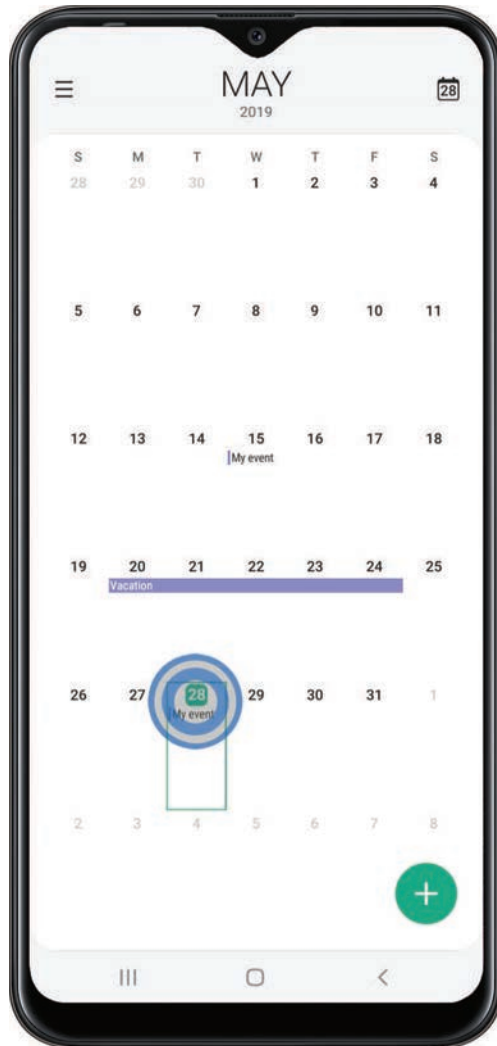 MAY
28
2019
S M T W T F S
28 29 30 1 2 3 4
5 6 7 8 9 10 11
12 13 14 15 16 17 18
My event
19 20 21 22 23 24 25
Vacation
26 27 28 29 30 31 1
My event
2 3 4 5 6 7 8